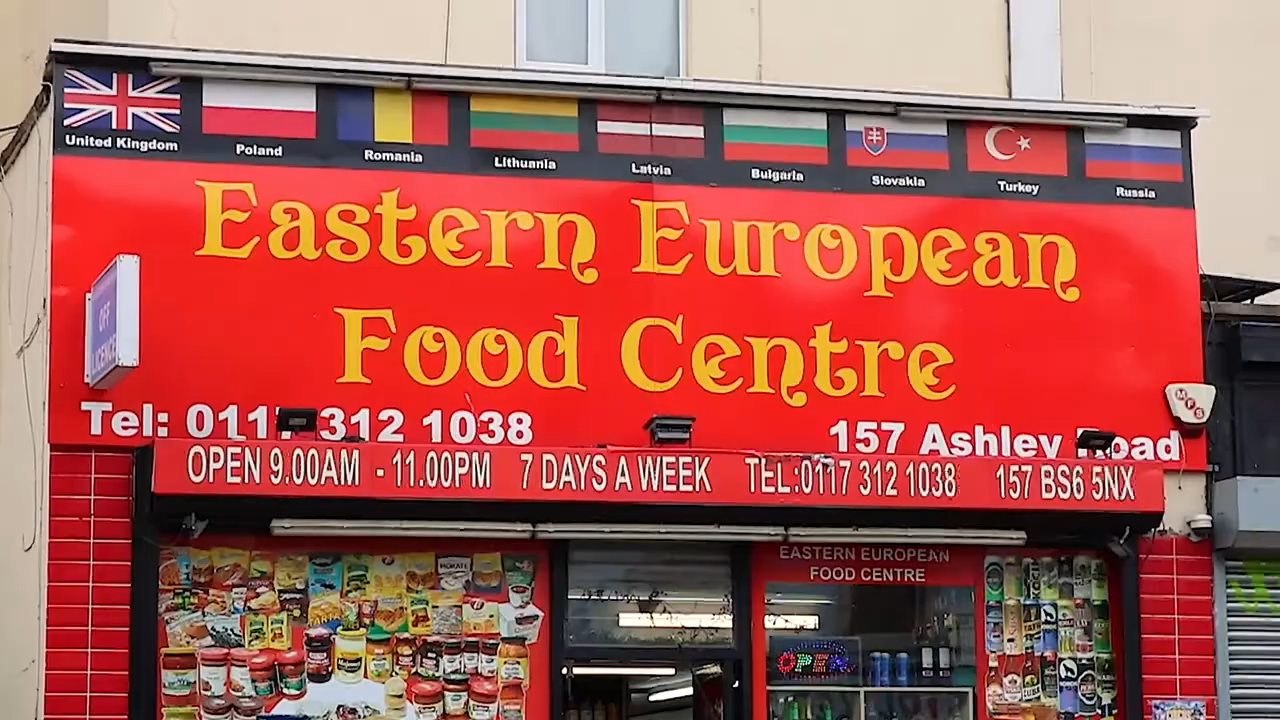 United Kingdom
Poland
Romania
Lithuania
Latvia
Bulgaria
Slovakia
Turkey
Russia
Eastern European
Food Centre
OFF
LICENCE
Tel: 0117 312 1038
157 Ashley Road
MFS
OPEN 9.00AM - 11.00PM 7 DAYS A WEEK TEL:0117 312 1038 157 BS6 5NX
EASTERN EUROPEAN
FOOD CENTRE
OPEN